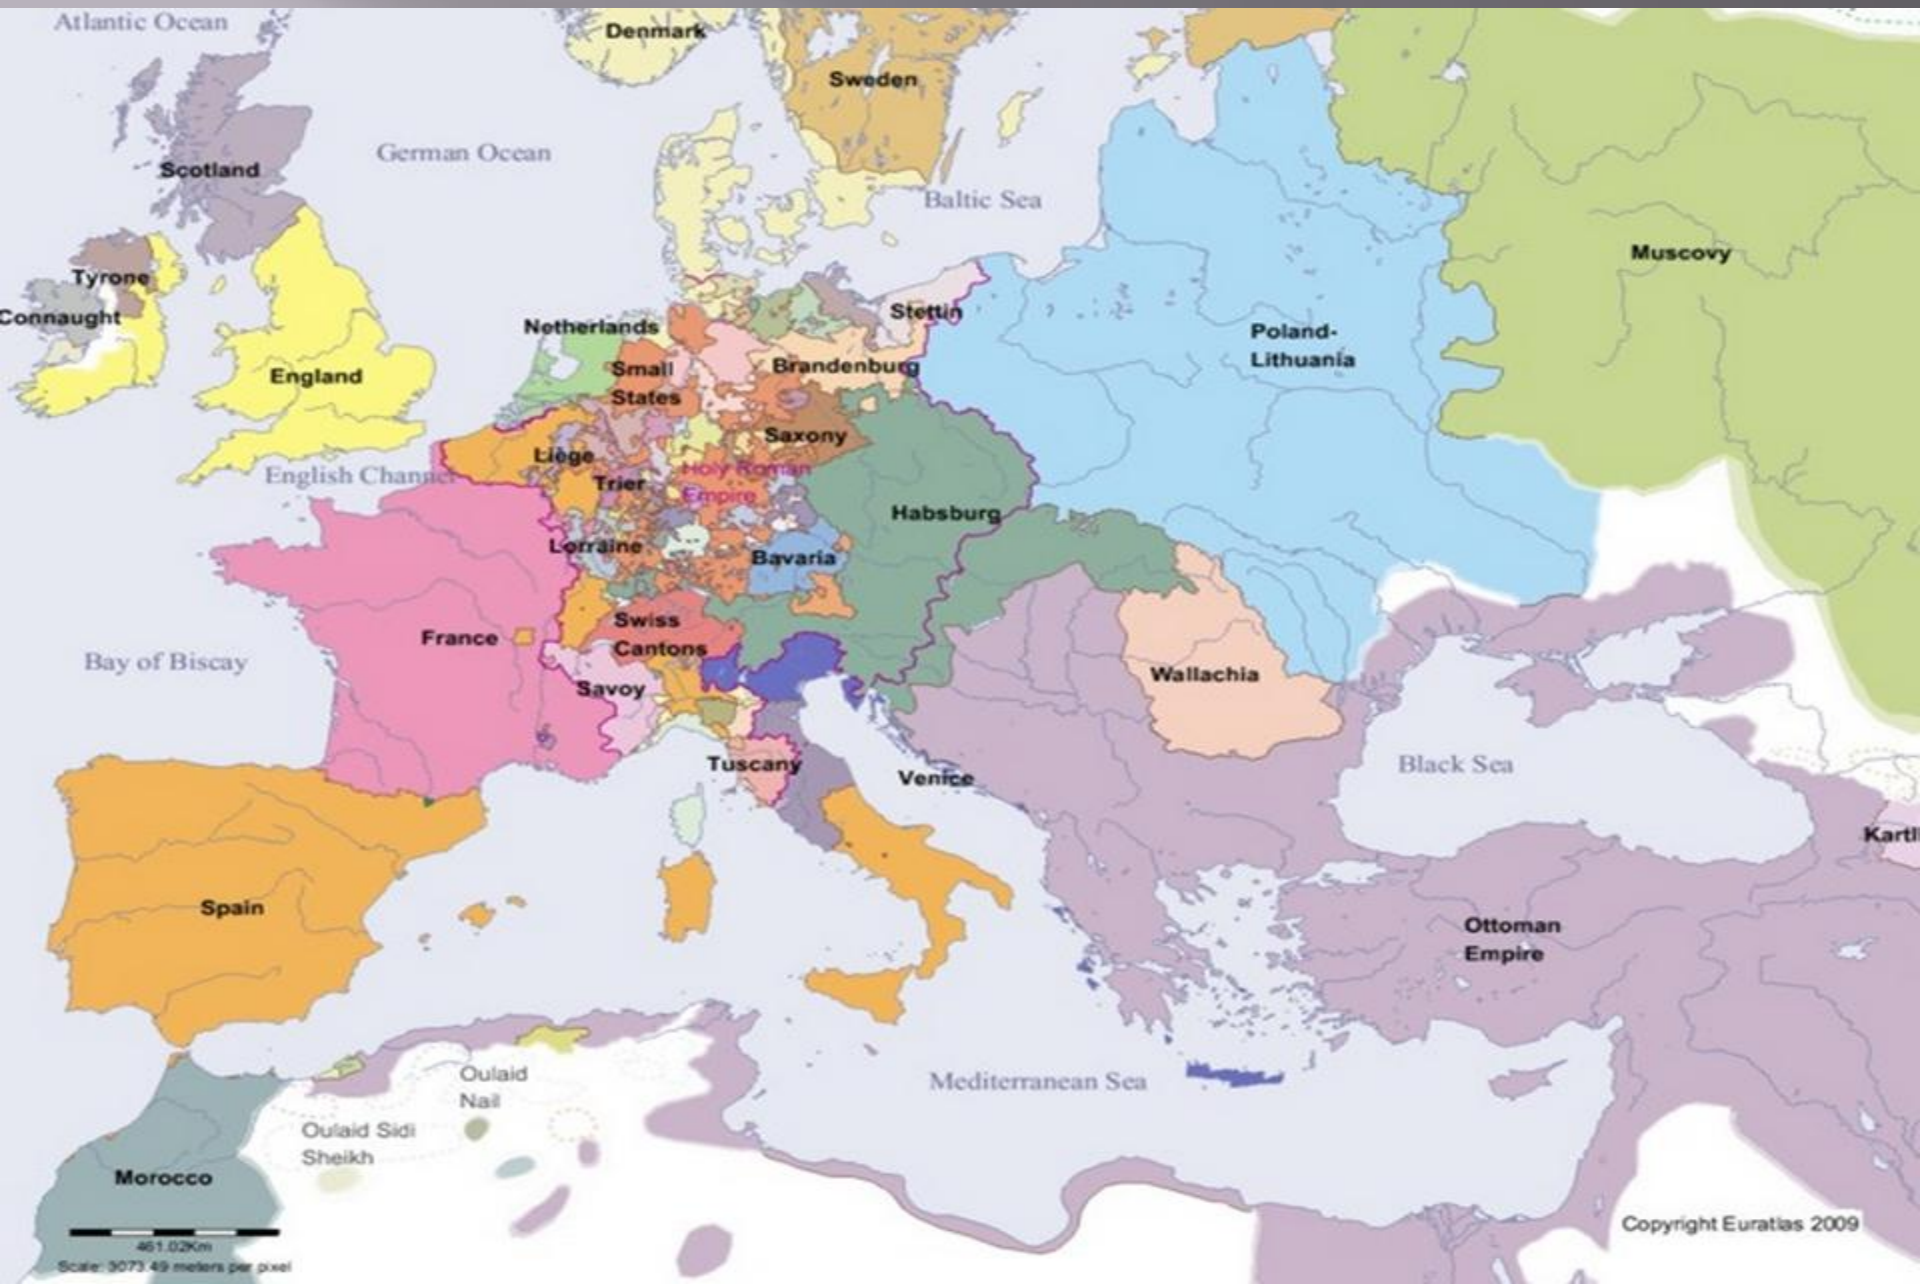 Atlantic Ocean
Denmark
Sweden
German Ocean
Scotland
Baltic Sea
Muscovy
Tyrone
Connaught
Stettin
Netherlands
Poland-
Lithuania
England
Small
States
Brandenburg
Saxony
Liège
Holy Roman
Empire
Trier
English Channel
Habsburg
Lorraine
Bavaria
Swiss
Cantons
France
Bay of Biscay
Wallachia
Savoy
Tuscany
Venice
Black Sea
Kartli
Spain
Ottoman
Empire
Oulaid
Nail
Mediterranean Sea
Oulaid Sidi
Sheikh
Morocco
461.02Km
Scale: 3073.49 meters per pixel
Copyright Euratlas 2009